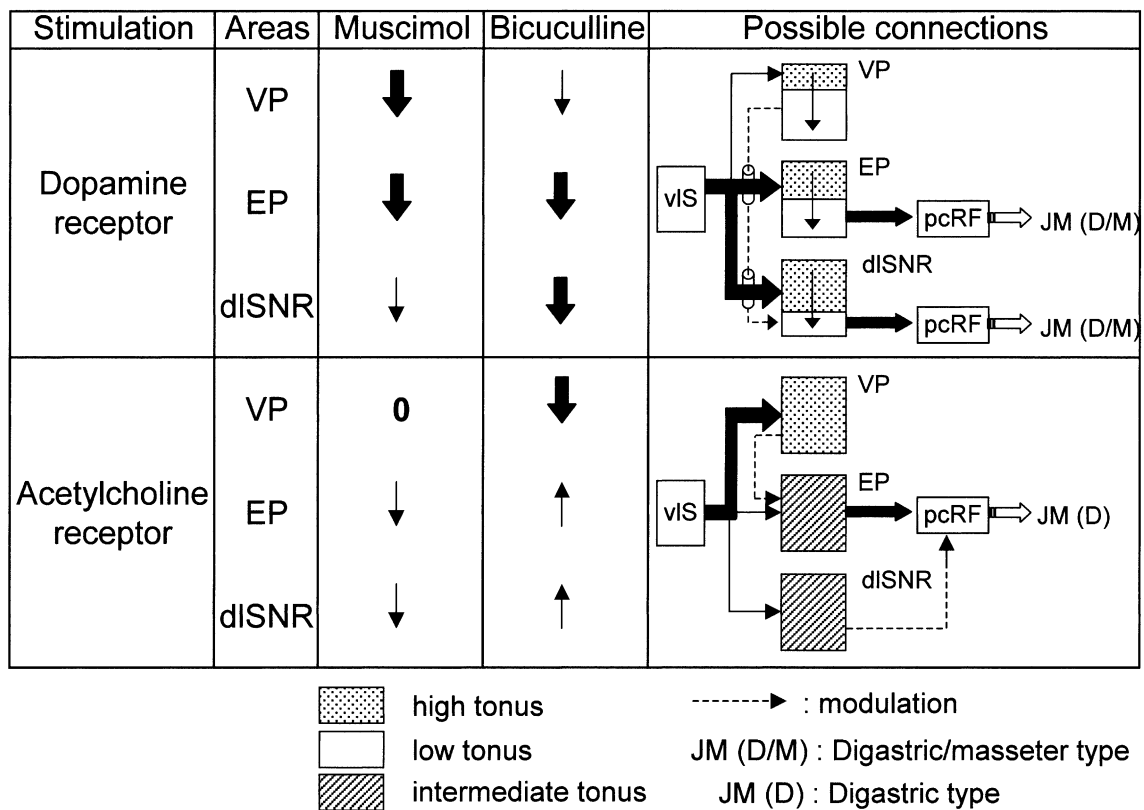 Stimulation Areas Muscimol Bicuculline Possible connections
Dopamine receptor
VP
EP
dlSNR
vlS
VP
EP
pcRF JM (D/M)
dlSNR
pcRF JM (D/M)
Acetylcholine receptor
VP 0
EP
dlSNR
vlS
VP
EP
pcRF JM (D)
dlSNR
high tonus
low tonus
intermediate tonus
: modulation
JM (D/M) : Digastric/masseter type
JM (D) : Digastric type